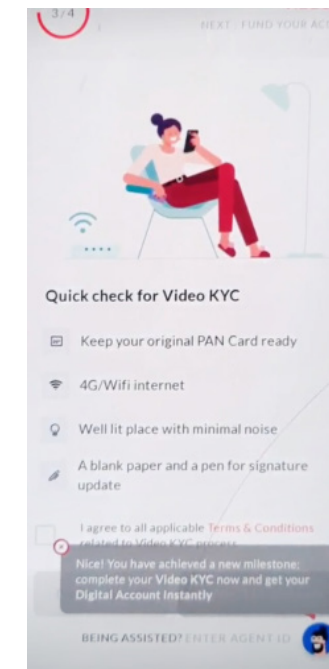 3/4
NEXT : FUND YOUR
Quick check for Video KYC
Keep your original PAN Card ready
4G/Wifi internet
Well lit place with minimal noise
A blank paper and a pen for signature
update
I agree to all applicable Terms & Conditions
related to Video KYC process
Nice! You have achieved a new milestone;
complete your Video KYC now and get your
Digital Account Instantly
BEING ASSISTED? ENTER AGENT ID